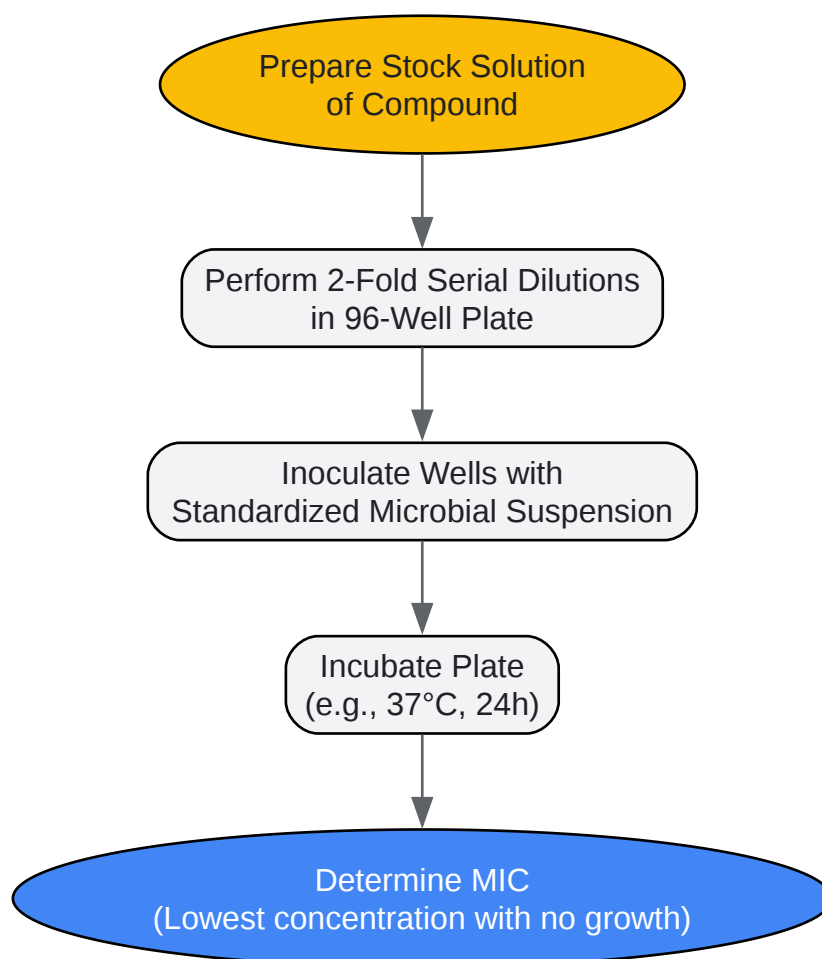 Prepare Stock Solution
of Compound
Perform 2-Fold Serial Dilutions
in 96-Well Plate
Inoculate Wells with
Standardized Microbial Suspension
Incubate Plate
(e.g., 37°C, 24h)
Determine MIC
(Lowest concentration with no growth)